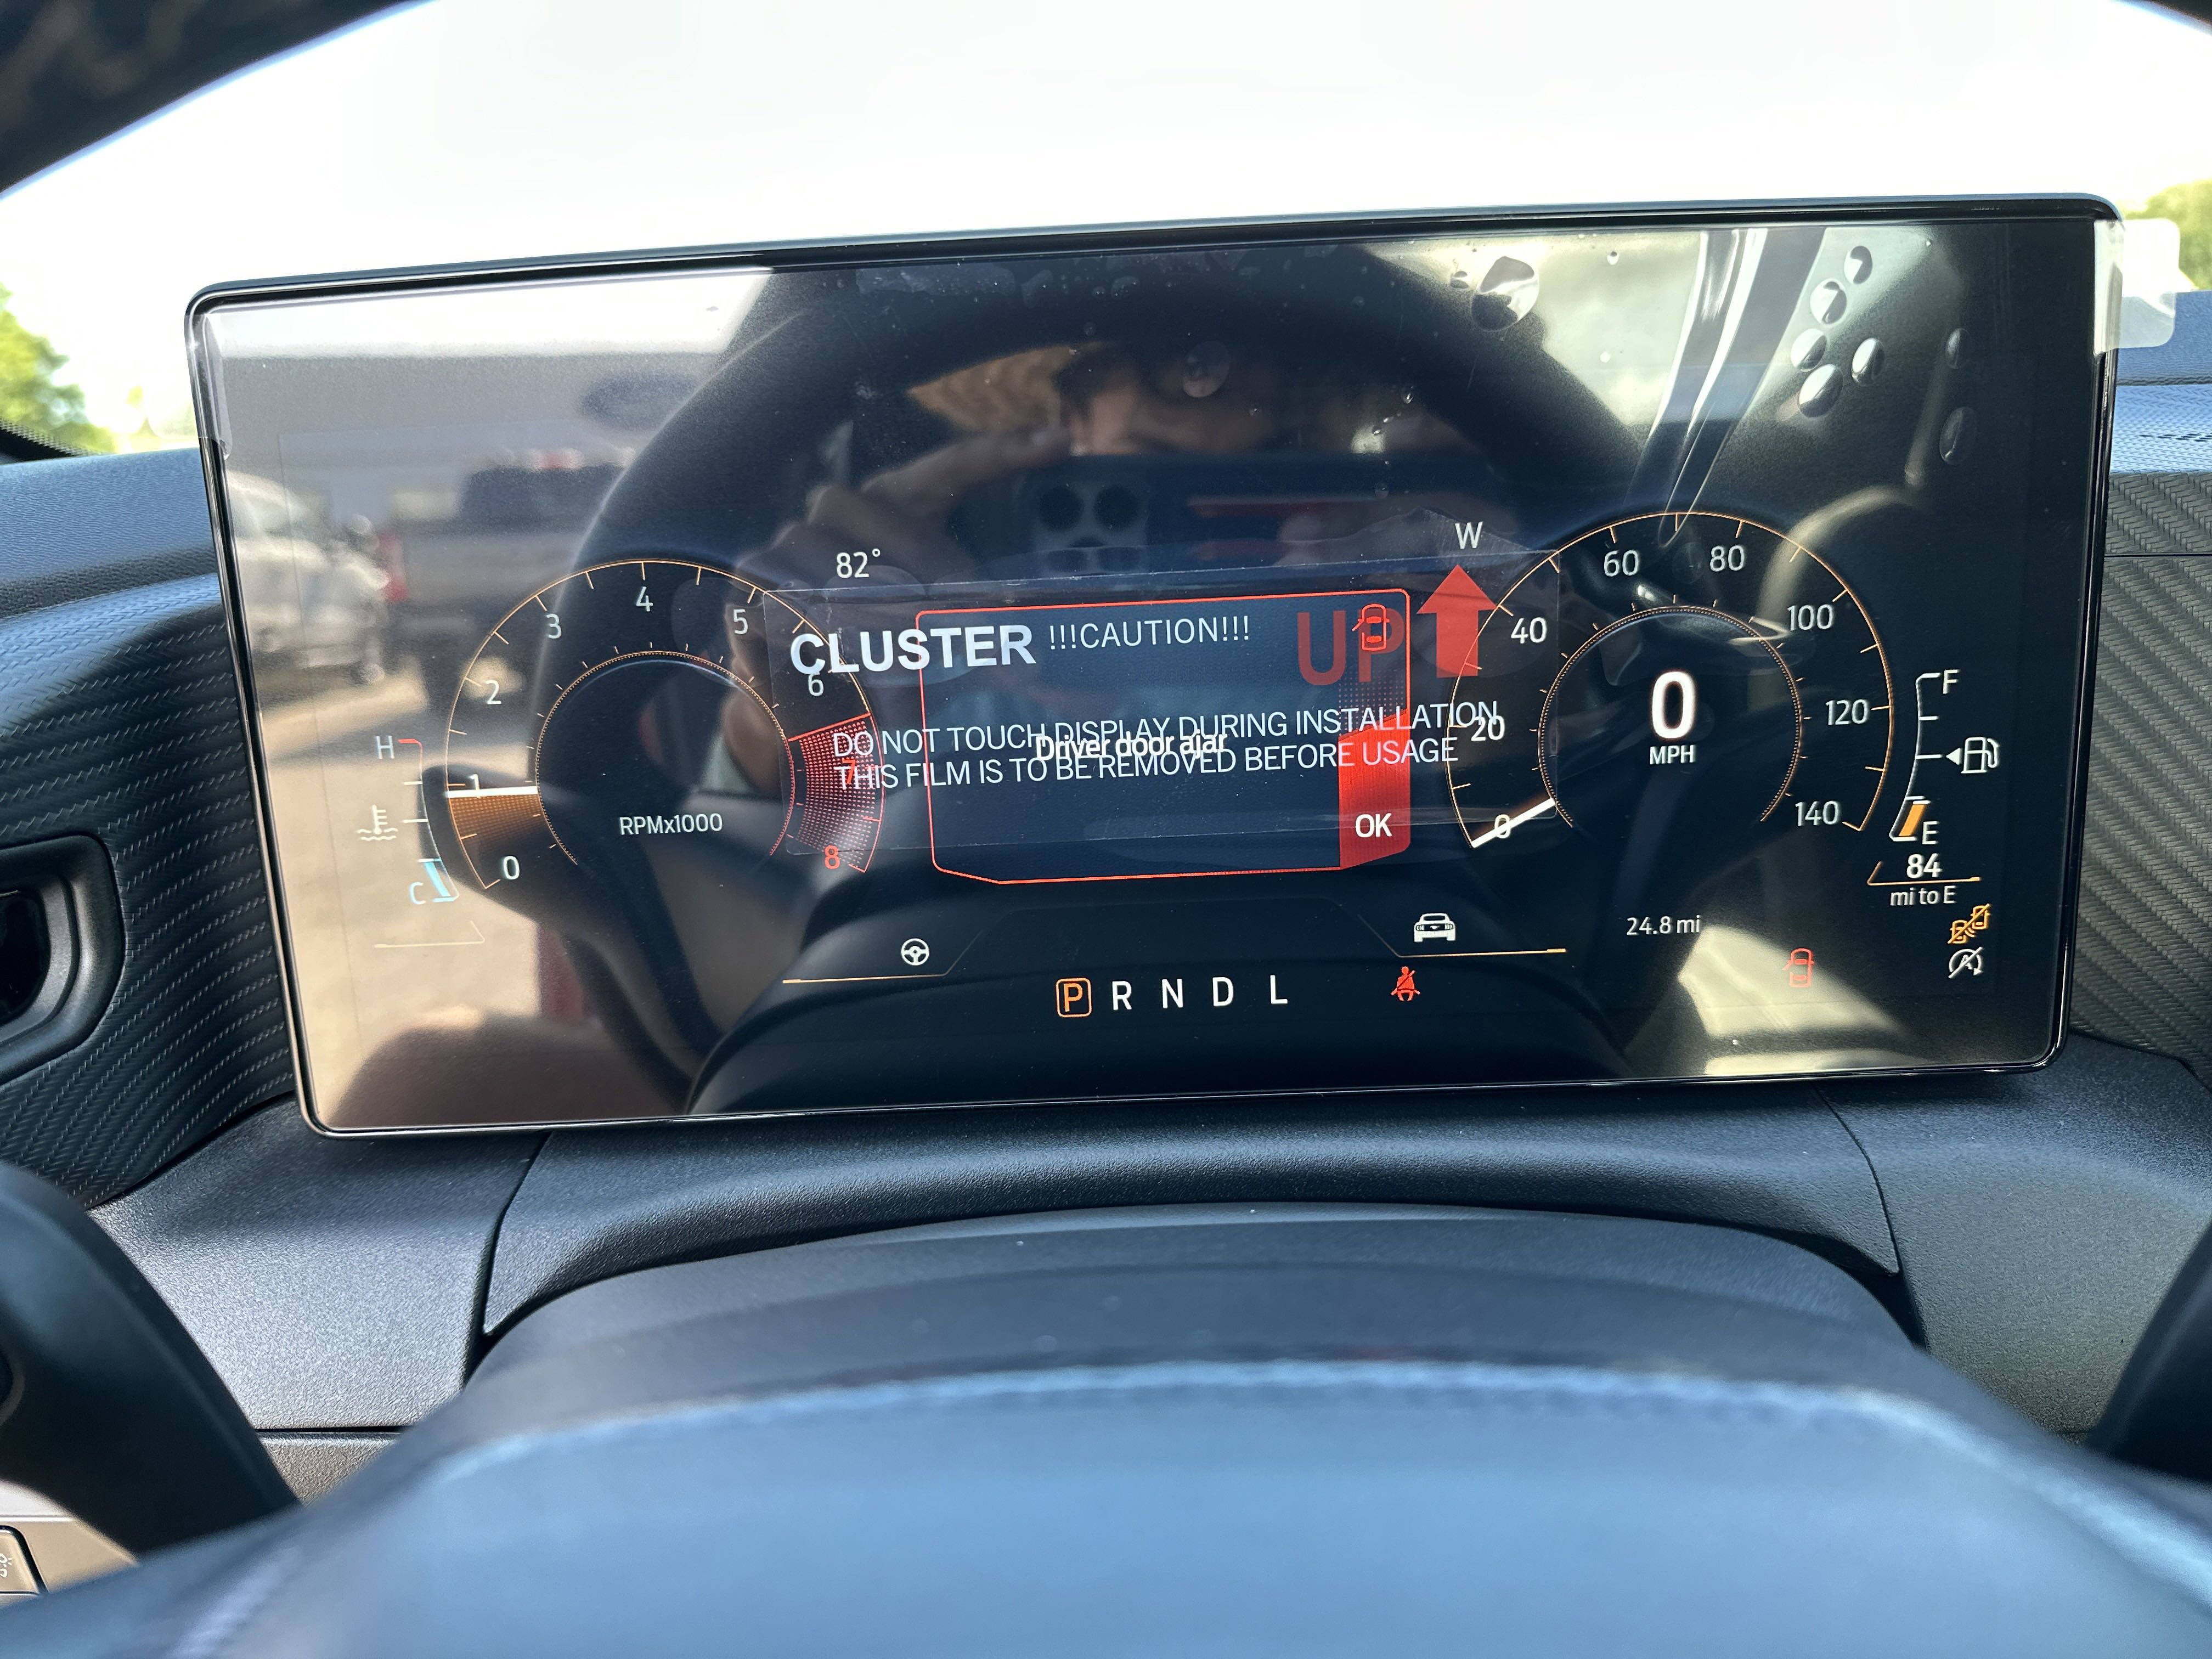 W
82°
60 80
4
3 5
40 100
CLUSTER !!!CAUTION!!! UP
2 6
F
H
0
MPH
120
20
DO NOT TOUCH DISPLAY DURING INSTALLATION
Driver door ajar
THIS FILM IS TO BE REMOVED BEFORE USAGE
7
1
RPMx1000
OK
0
140
E
8
0
84
C
mi to E
24.8 mi
P R N D L